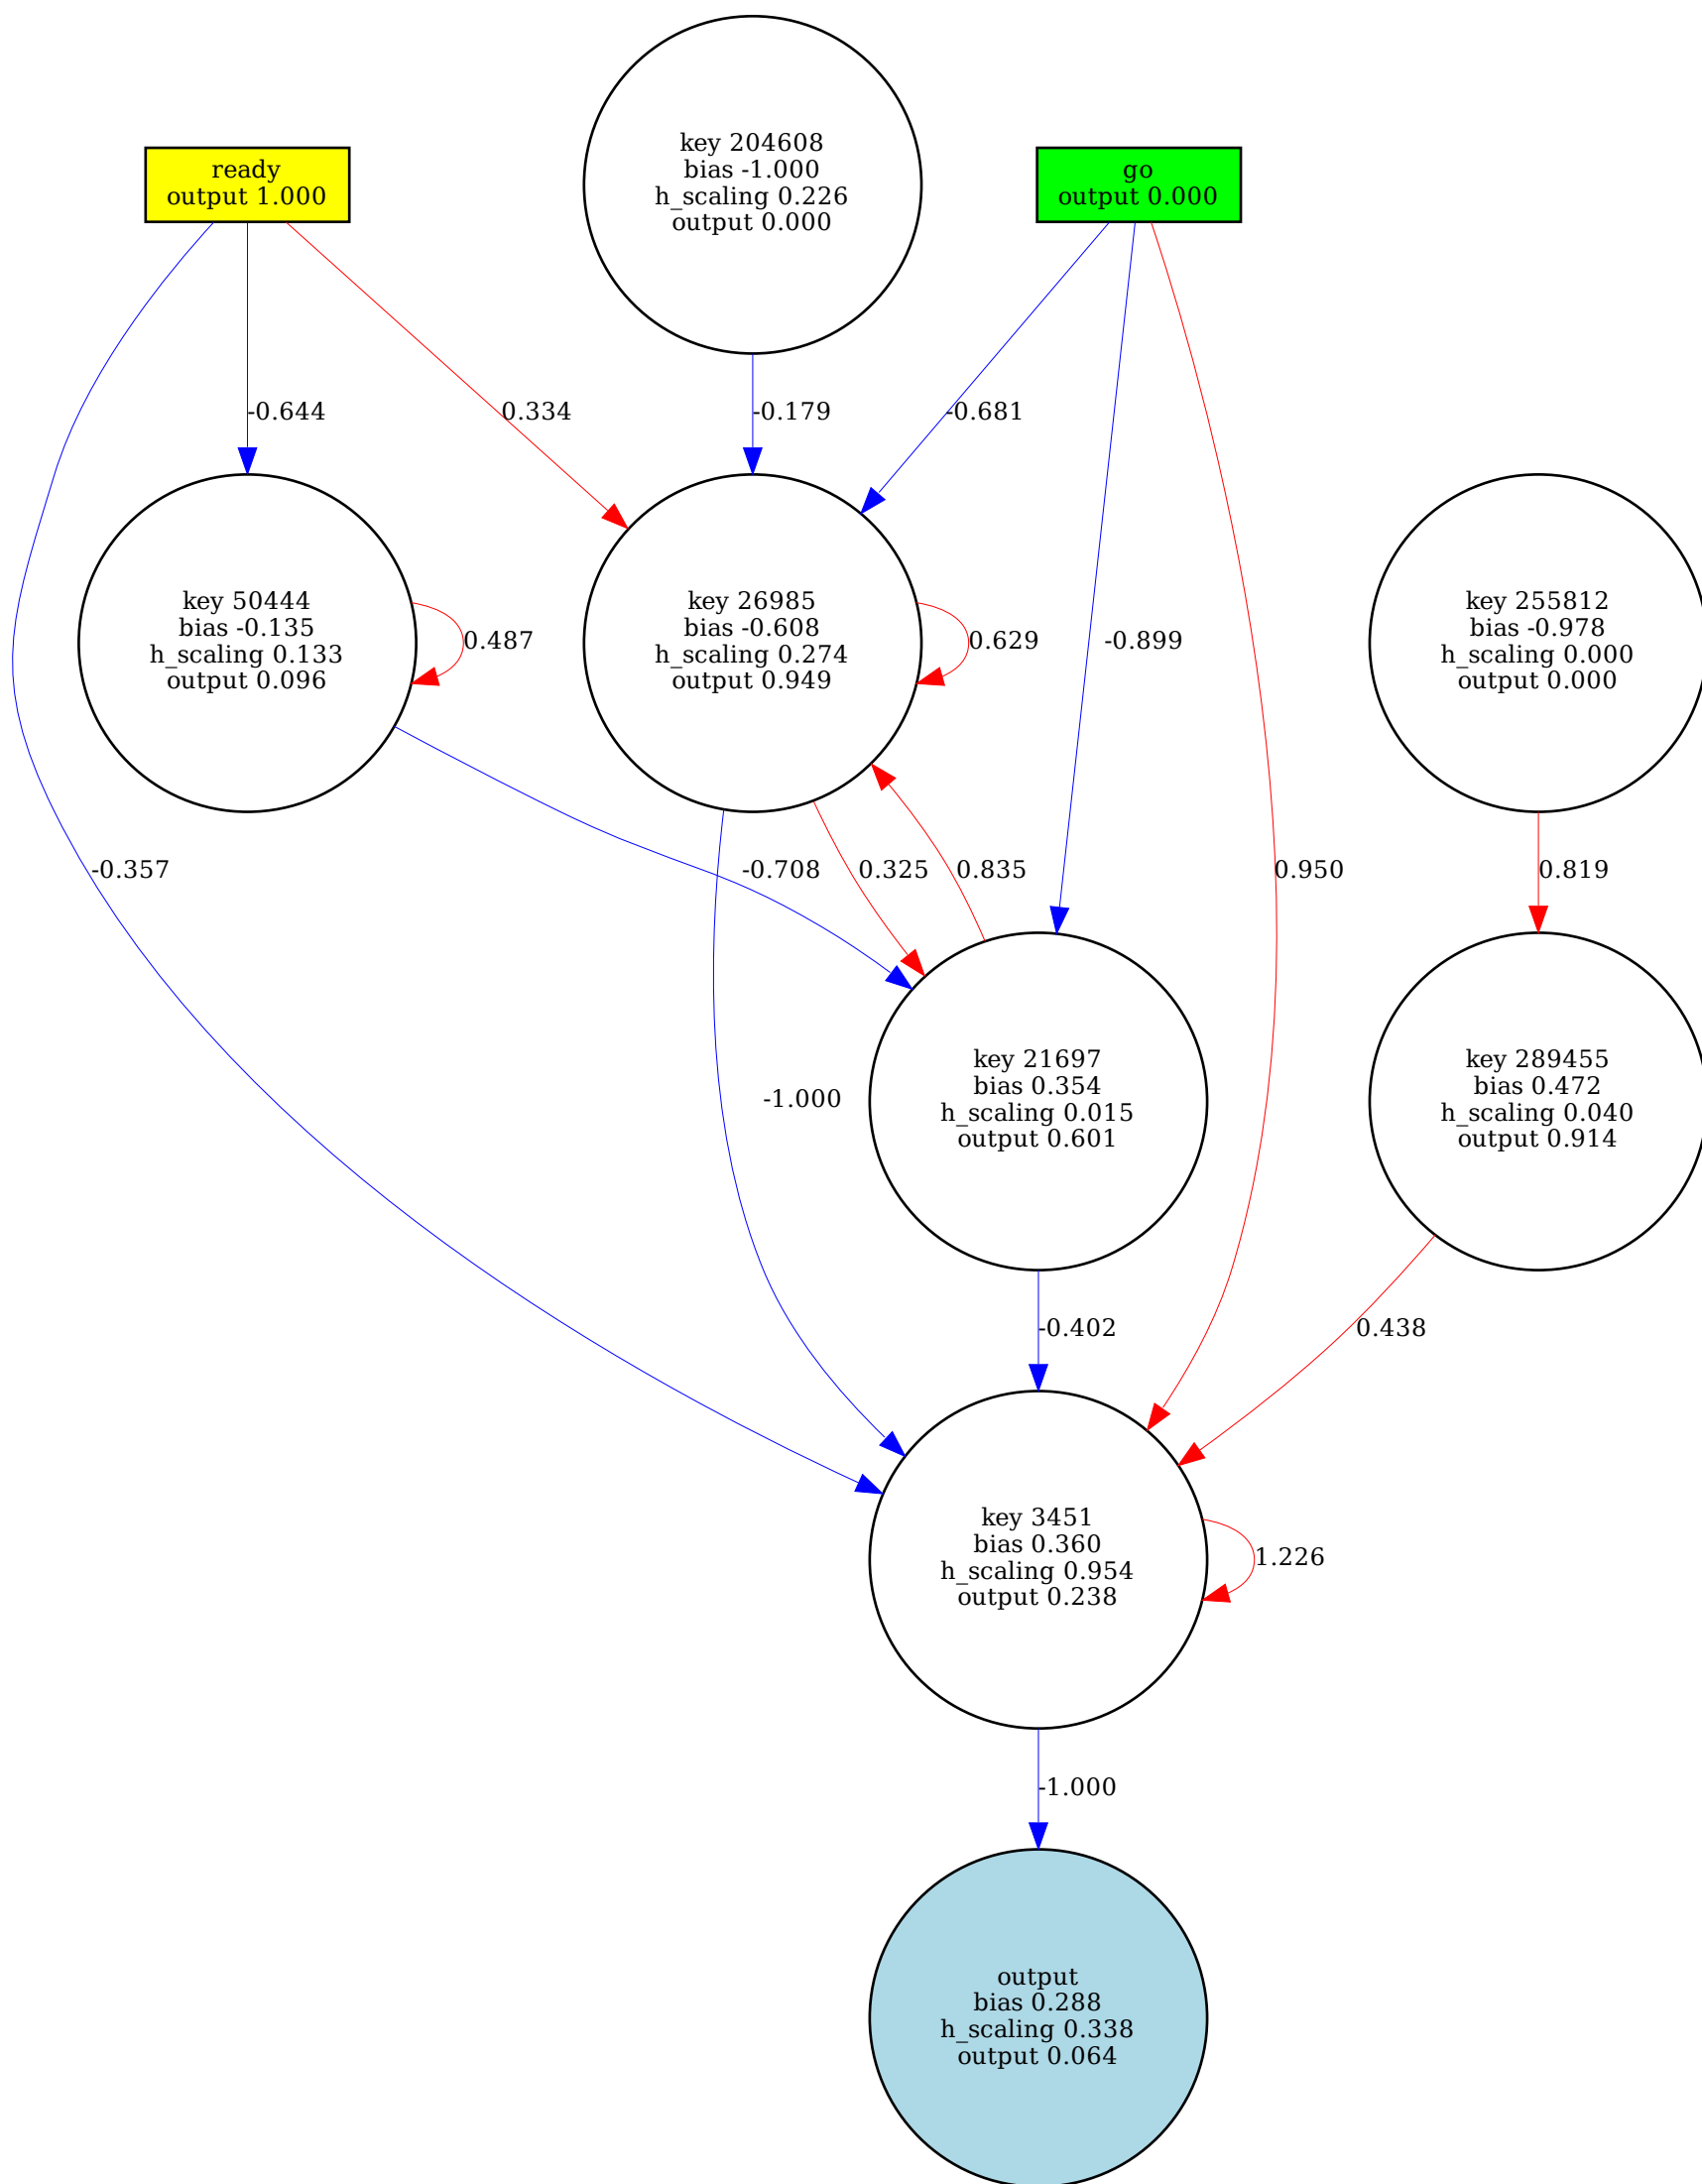 key 204608
bias -1.000
h_scaling 0.226
output 0.000
ready
output 1.000
go
output 0.000
-0.644
0.334
-0.179
-0.681
key 50444
bias -0.135
h_scaling 0.133
output 0.096
0.487
key 26985
bias -0.608
h_scaling 0.274
output 0.949
0.629
-0.899
key 255812
bias -0.978
h_scaling 0.000
output 0.000
-0.357
-0.708
0.325
0.835
0.950
0.819
-1.000
key 21697
bias 0.354
h_scaling 0.015
output 0.601
key 289455
bias 0.472
h_scaling 0.040
output 0.914
-0.402
0.438
key 3451
bias 0.360
h_scaling 0.954
output 0.238
1.226
-1.000
output
bias 0.288
h_scaling 0.338
output 0.064